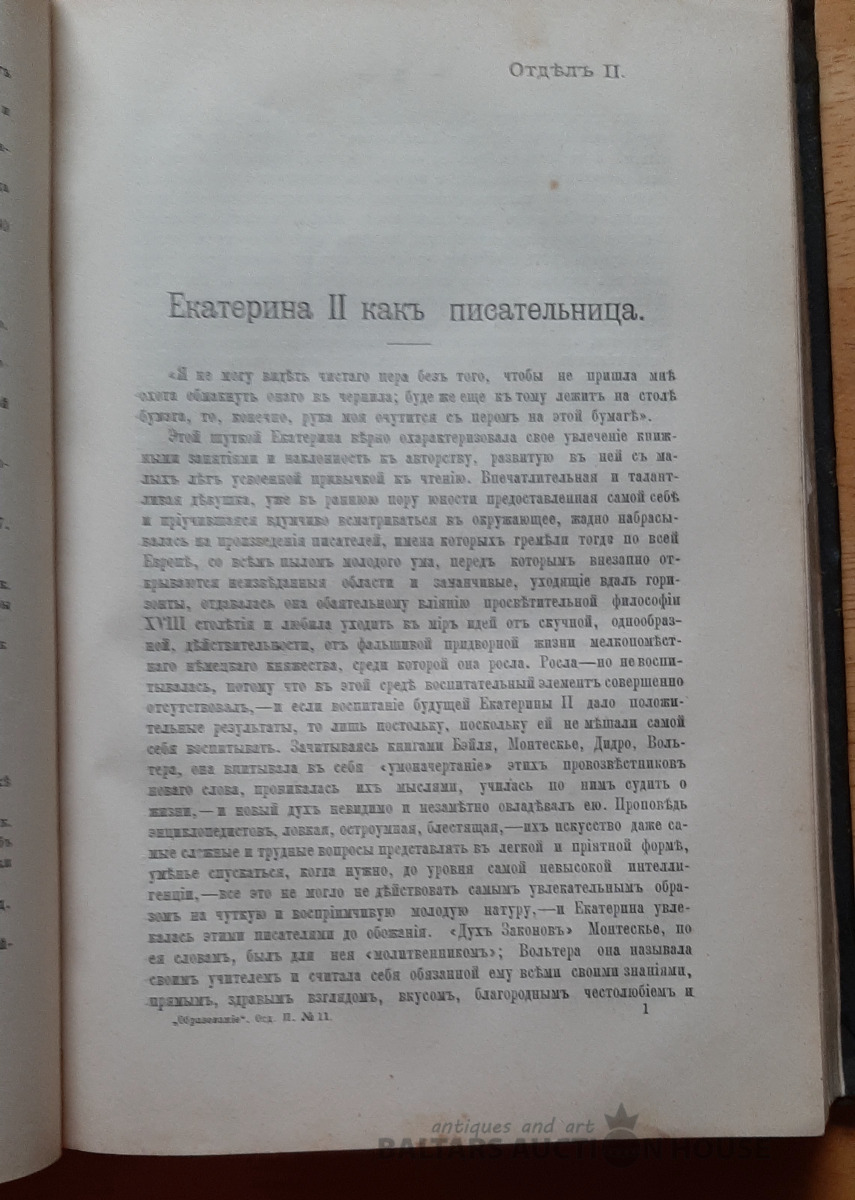 Отдѣлъ II.
Екатерина II какъ писательница.
«Я не могу видѣть чистаго пера безъ того, чтобы не пришла мнѣ
охота обмакнуть онаго въ чернила; буде же еще къ тому лежитъ на столѣ
бумага, то, конечно, рука моя очутится съ перомъ на этой бумагѣ».
Этой шуткой Екатерина вѣрно охарактеризовала свое увлеченіе книж-
ными занятіями и наклонность къ авторству, развитую въ ней съ ма-
лыхъ лѣтъ усвоенной привычкой къ чтенію. Впечатлительная и талант-
ливая дѣвушка, уже въ раннюю пору юности предоставленная самой себѣ
и пріучившаяся вдумчиво всматриваться въ окружающее, жадно набрасы-
валась на произведенія писателей, имена которыхъ гремѣли тогда по всей
Европѣ, со всѣмъ пыломъ молодого ума, передъ которымъ внезапно от-
крываются неизвѣданныя области и заманчивые, уходящіе вдаль гори-
зонты, отдавалась она обаятельному вліянію просвѣтительной философіи
XVIII столѣтія и любила уходить въ міръ идей отъ скучной, однообраз-
ной, дѣйствительности, отъ фальшивой придворной жизни мелкопомѣст-
наго нѣмецкаго княжества, среди которой она росла. Росла—но не воспи-
тывалась, потому что въ этой средѣ воспитательный элементъ совершенно
отсутствовалъ,—и если воспитаніе будущей Екатерины II дало положи-
тельные результаты, то лишь постольку, поскольку ей не мѣшали самой
себя воспитывать. Зачитываясь книгами Бэйля, Монтескье, Дидро, Воль-
тера, она впитывала въ себя «умоначертаніе» этихъ провозвѣстниковъ
новаго слова, проникалась ихъ мыслями, училась по нимъ судить о
жизни,—и новый духъ невидимо и незамѣтно овладѣвалъ ею. Проповѣдь
энциклопедистовъ, ловкая, остроумная, блестящая,—ихъ искусство даже са-
мые сложные и трудные вопросы представлять въ легкой и пріятной формѣ,
умѣнье спускаться, когда нужно, до уровня самой невысокой интелли-
генціи,—все это не могло не дѣйствовать самымъ увлекательнымъ обра-
зомъ на чуткую и воспріимчивую молодую натуру,—и Екатерина увле-
калась этими писателями до обожанія. «Духъ Законовъ» Монтескье, по
ея словамъ, былъ для нея «молитвенникомъ»; Вольтера она называла
своимъ учителемъ и считала себя обязанной ему всѣми своими знаніями,
прямымъ, здравымъ взглядомъ, вкусомъ, благороднымъ честолюбіемъ и
„Образованіе". Отд. II. № 11.
1
antiques and art
BALTARS AUCTION HOUSE